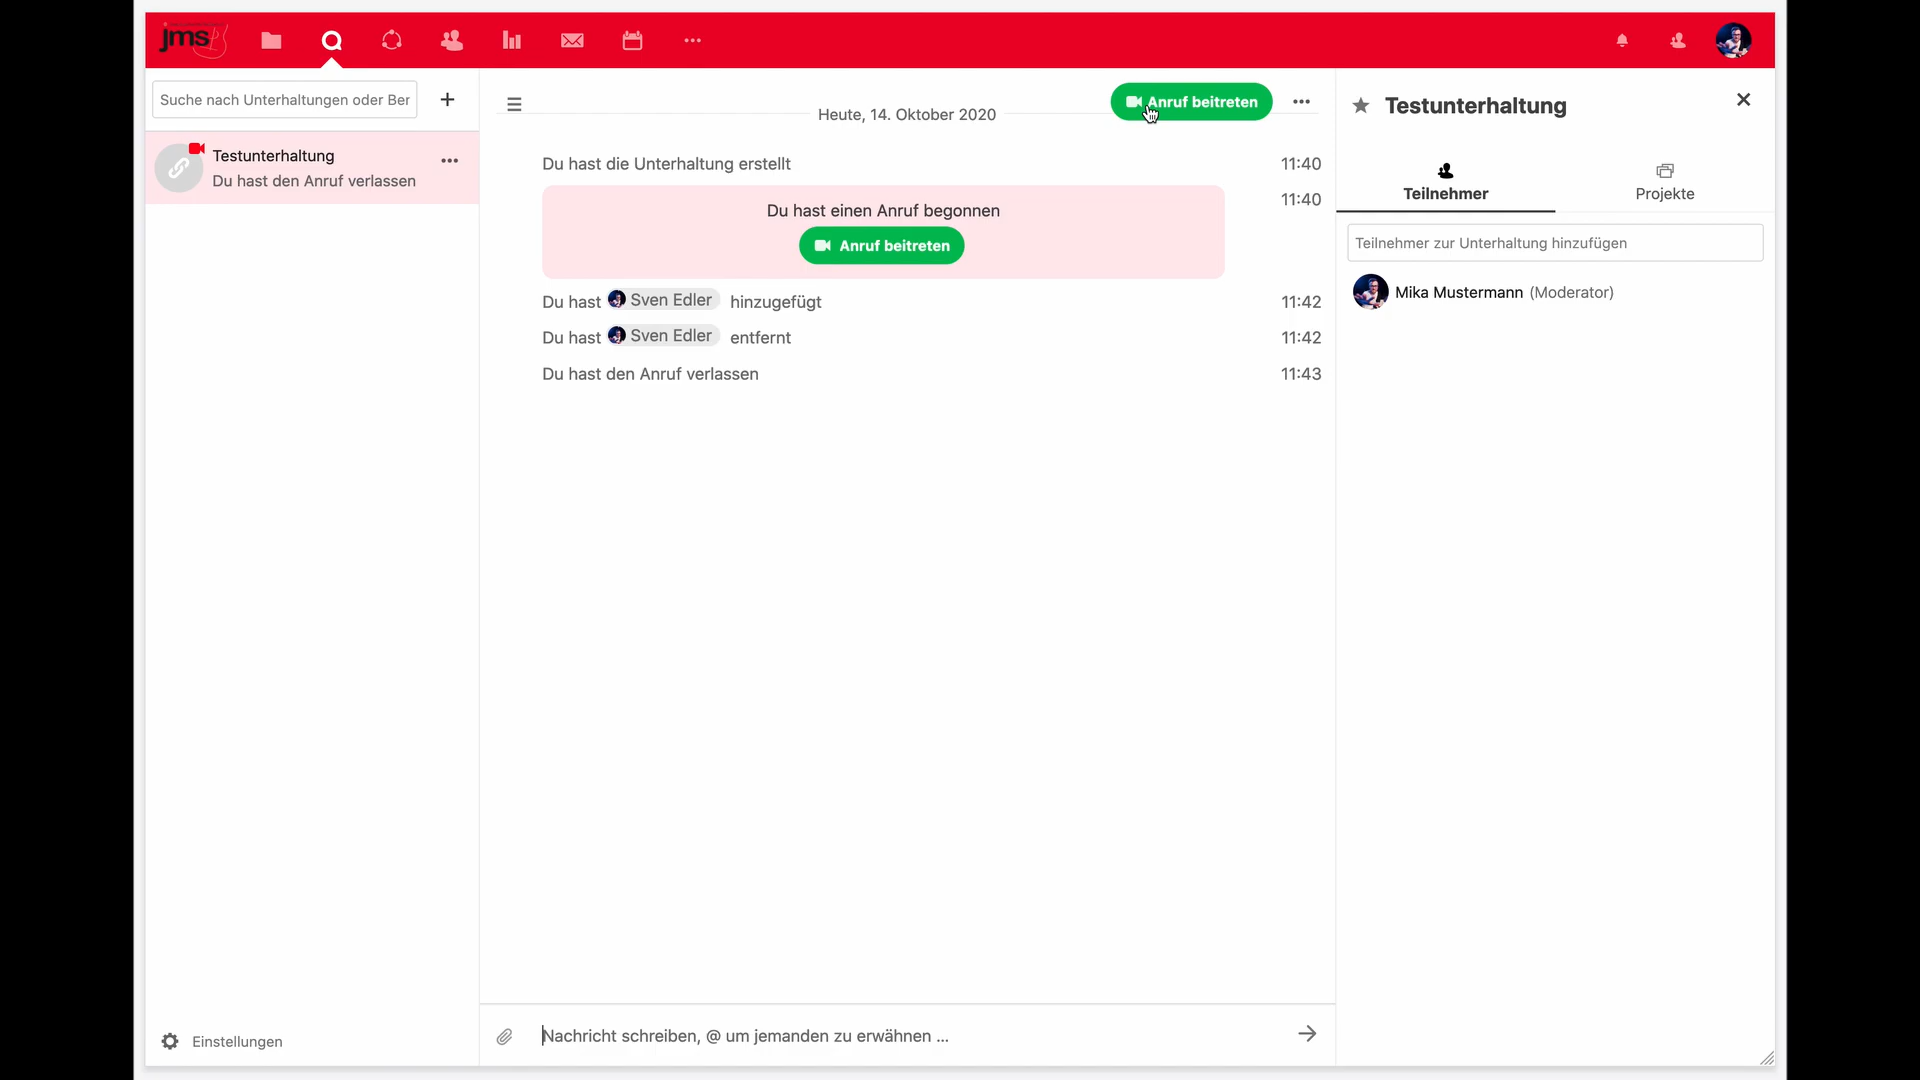 jms
Suche nach Unterhaltungen oder Ber
Testunterhaltung
Du hast den Anruf verlassen
Einstellungen
Heute, 14. Oktober 2020
Anruf beitreten
Du hast die Unterhaltung erstellt 11:40
Du hast einen Anruf begonnen 11:40
Anruf beitreten
Du hast Sven Edler hinzugefügt 11:42
Du hast Sven Edler entfernt 11:42
Du hast den Anruf verlassen 11:43
Nachricht schreiben, @ um jemanden zu erwähnen ...
Testunterhaltung
Teilnehmer
Projekte
Teilnehmer zur Unterhaltung hinzufügen
Mika Mustermann (Moderator)